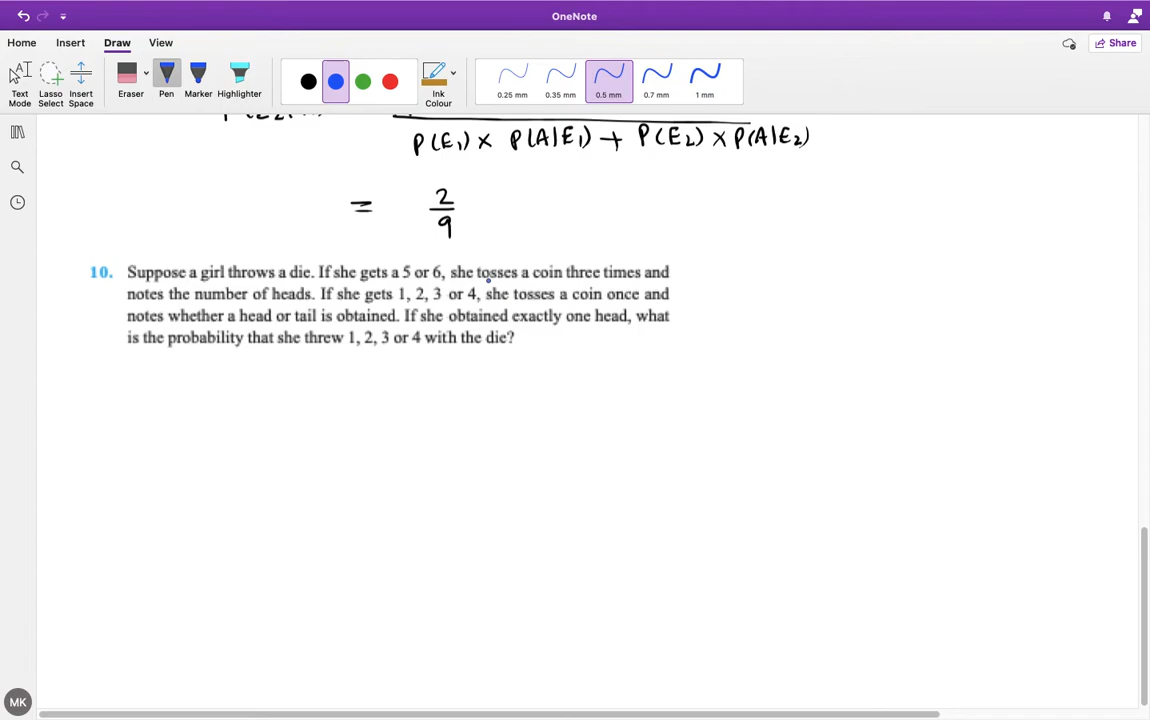 OneNote
Home Insert Draw View
Share
Text Mode
Lasso Select
Insert Space
Eraser
Pen
Marker
Highlighter
Ink Colour
0.25 mm
0.35 mm
0.5 mm
0.7 mm
1 mm
P(E₁) × P(A|E₁) + P(E₂) × P(A|E₂)
= 2/9
10. Suppose a girl throws a die. If she gets a 5 or 6, she tosses a coin three times and
notes the number of heads. If she gets 1, 2, 3 or 4, she tosses a coin once and
notes whether a head or tail is obtained. If she obtained exactly one head, what
is the probability that she threw 1, 2, 3 or 4 with the die?
MK